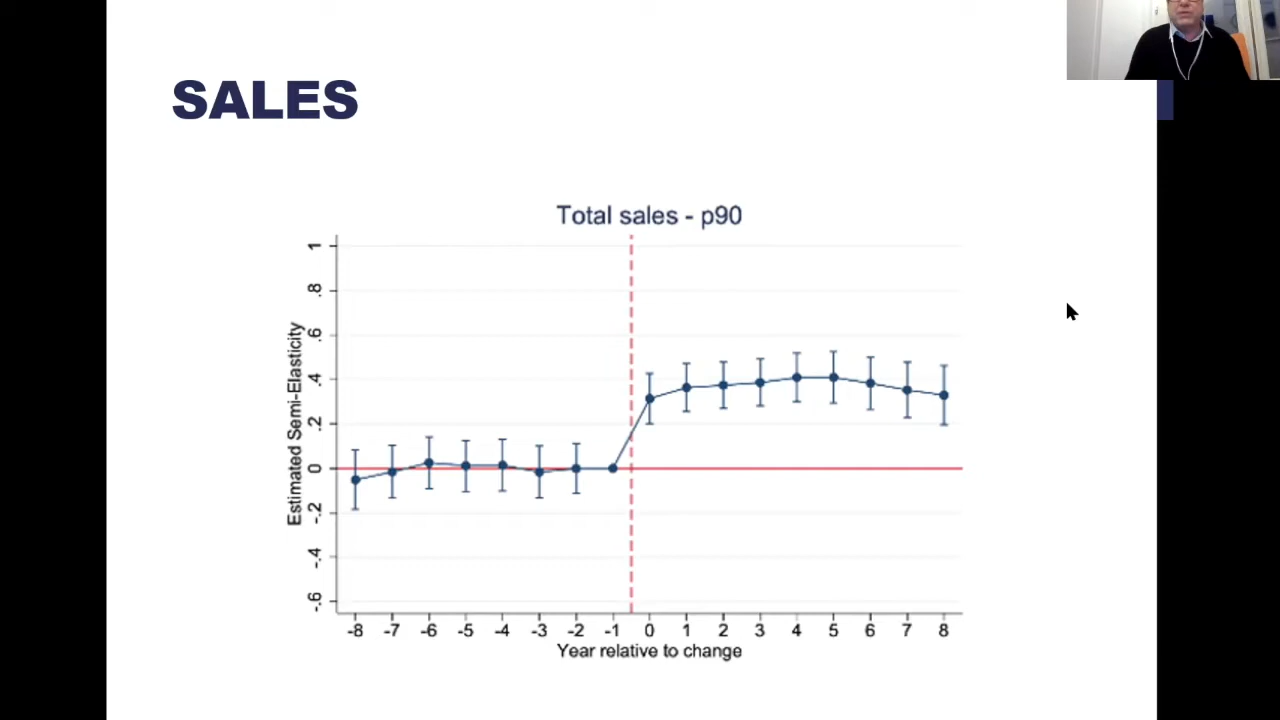 SALES
Total sales - p90
Estimated Semi-Elasticity
1
.8
.6
.4
.2
0
-.2
-.4
-.6
-8 -7 -6 -5 -4 -3 -2 -1 0 1 2 3 4 5 6 7 8
Year relative to change